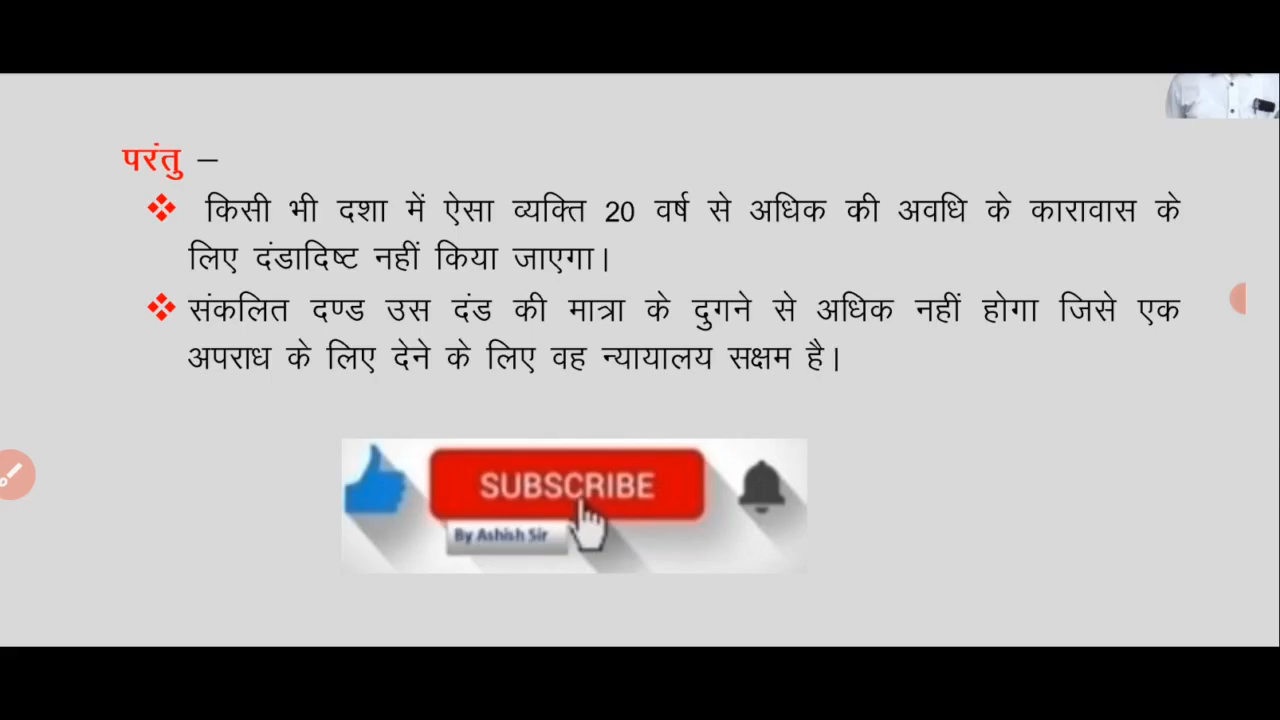 परंतु –
❖ किसी भी दशा में ऐसा व्यक्ति 20 वर्ष से अधिक की अवधि के कारावास के
लिए दंडादिष्ट नहीं किया जाएगा।
❖ संकलित दण्ड उस दंड की मात्रा के दुगने से अधिक नहीं होगा जिसे एक
अपराध के लिए देने के लिए वह न्यायालय सक्षम है।
SUBSCRIBE
By Ashish Sir